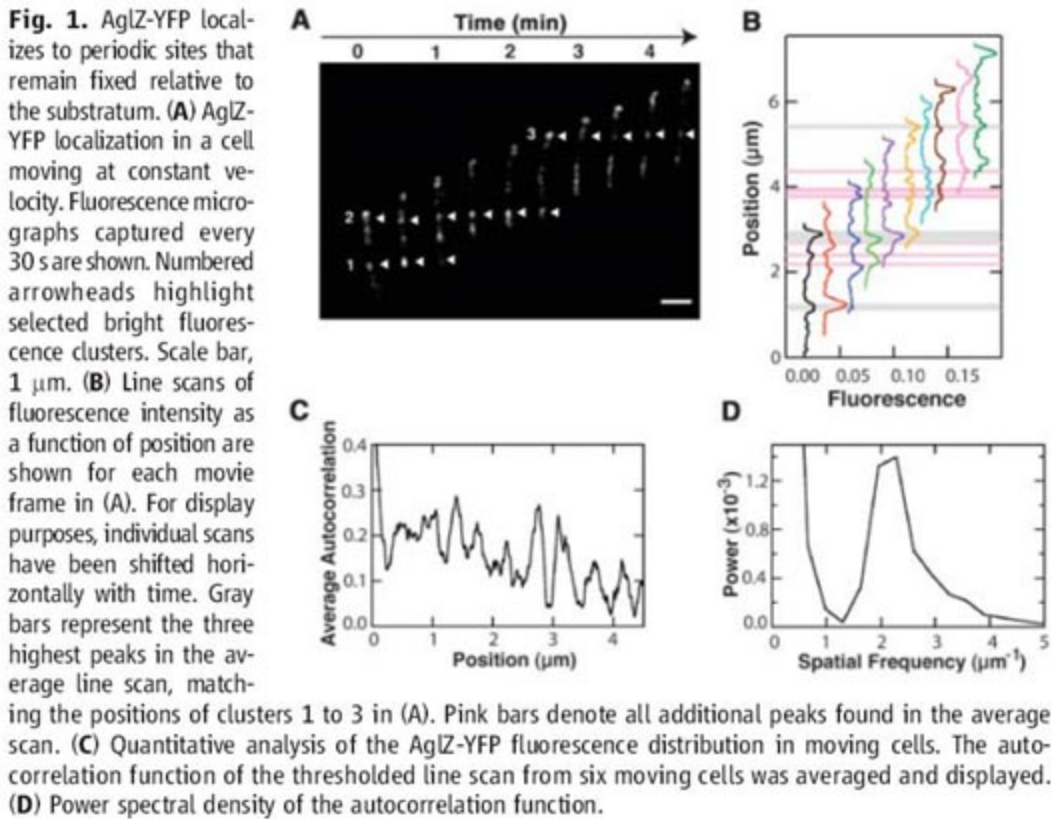 Fig. 1. AglZ-YFP local-
izes to periodic sites that
remain fixed relative to
the substratum. (A) AglZ-
YFP localization in a cell
moving at constant ve-
locity. Fluorescence micro-
graphs captured every
30 s are shown. Numbered
arrowheads highlight
selected bright fluores-
cence clusters. Scale bar,
1 μm. (B) Line scans of
fluorescence intensity as
a function of position are
shown for each movie
frame in (A). For display
purposes, individual scans
have been shifted hori-
zontally with time. Gray
bars represent the three
highest peaks in the av-
erage line scan, match-
ing the positions of clusters 1 to 3 in (A). Pink bars denote all additional peaks found in the average
scan. (C) Quantitative analysis of the AglZ-YFP fluorescence distribution in moving cells. The auto-
correlation function of the thresholded line scan from six moving cells was averaged and displayed.
(D) Power spectral density of the autocorrelation function.
A
Time (min)
0 1 2 3 4
3
2
1
B
Position (μm)
6
4
2
0
0.00 0.05 0.10 0.15
Fluorescence
C
Average Autocorrelation
0.4
0.3
0.2
0.1
0.0
0 1 2 3 4
Position (μm)
D
Power (x10⁻³)
1.2
0.8
0.4
0.0
0 1 2 3 4 5
Spatial Frequency (μm⁻¹)